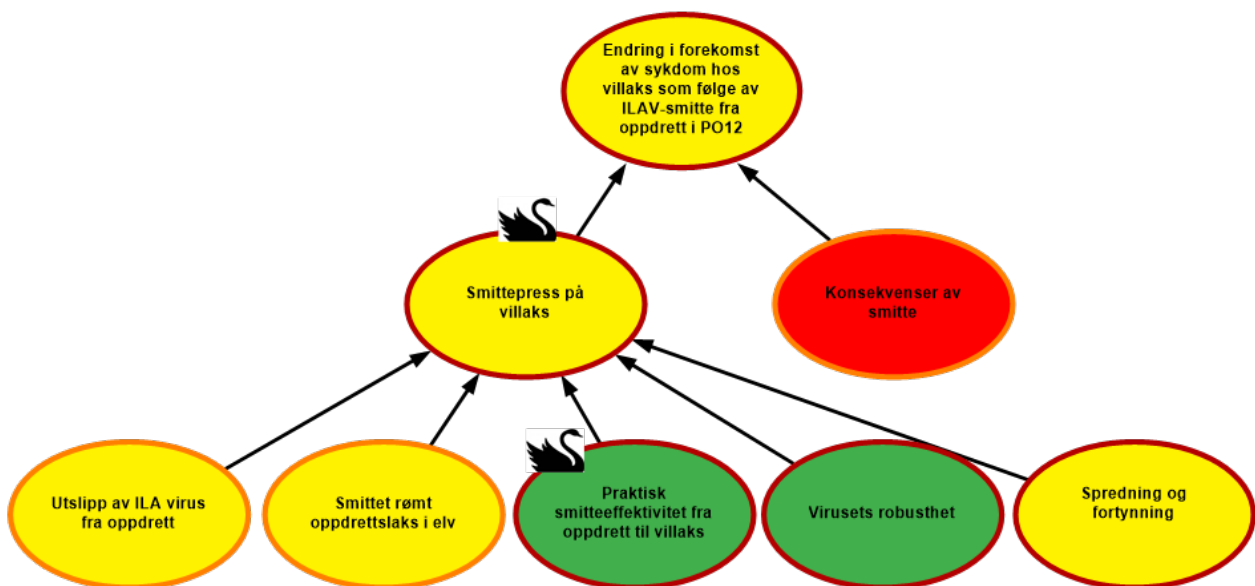 Endring i forekomst
av sykdom hos
villaks som følge av
ILAV-smitte fra
oppdrett i PO12
Smittepress på
villaks
Konsekvenser av
smitte
Utslipp av ILA virus
fra oppdrett
Smittet rømt
oppdrettslaks i elv
Praktisk
smitteeffektivitet fra
oppdrett til villaks
Virusets robusthet
Spredning og
fortynning